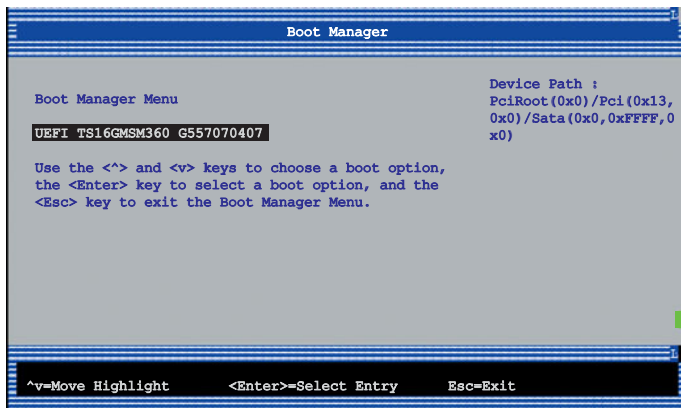 Boot Manager
Boot Manager Menu
UEFI TS16GMSM360 G557070407
Use the <^> and <v> keys to choose a boot option,
the <Enter> key to select a boot option, and the
<Esc> key to exit the Boot Manager Menu.
Device Path :
PciRoot(0x0)/Pci(0x13,
0x0)/Sata(0x0,0xFFFF,0
x0)
^v=Move Highlight <Enter>=Select Entry Esc=Exit